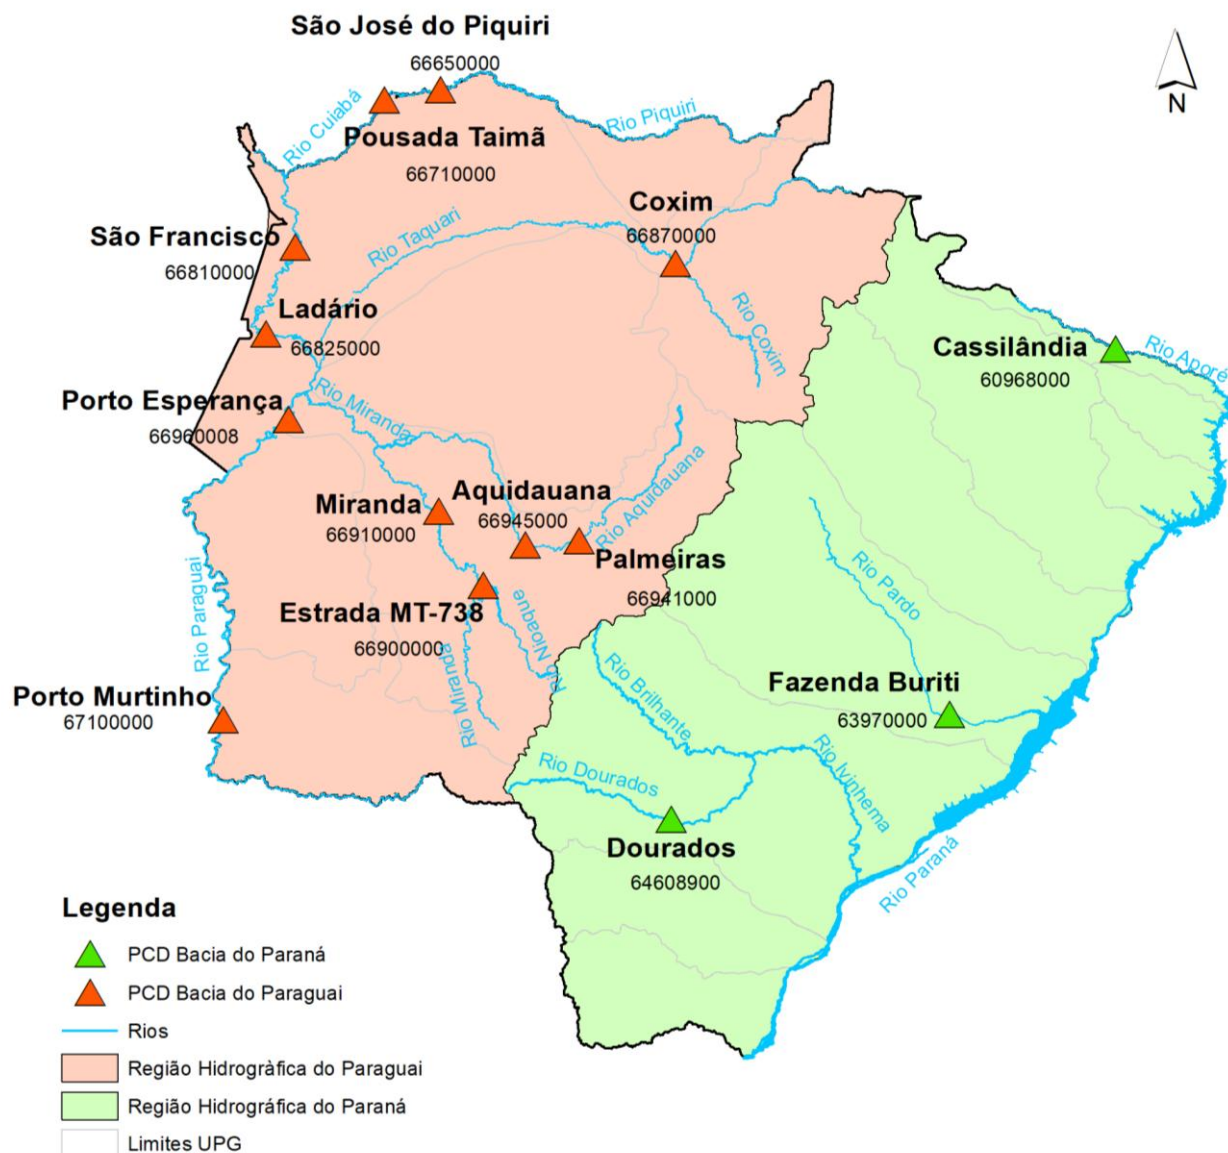 São José do Piquiri
66650000
N
Rio Cuiabá
Rio Piquiri
Pousada Taimã
66710000
Coxim
66870000
São Francisco
66810000
Rio Taquari
Ladário
66825000
Rio Coxim
Cassilândia
60968000
Rio Aporé
Porto Esperança
66960008
Rio Miranda
Miranda
66910000
Aquidauana
66945000
Rio Aquidauana
Palmeiras
66941000
Rio Pardo
Estrada MT-738
66900000
Rio Nioaque
Rio Miranda
Rio Paraguai
Rio Brilhante
Fazenda Buriti
63970000
Porto Murtinho
67100000
Rio Dourados
Rio Ivinhema
Dourados
64608900
Rio Paraná
Legenda
PCD Bacia do Paraná
PCD Bacia do Paraguai
Rios
Região Hidrogràfica do Paraguai
Região Hidrográfica do Paraná
Limites UPG